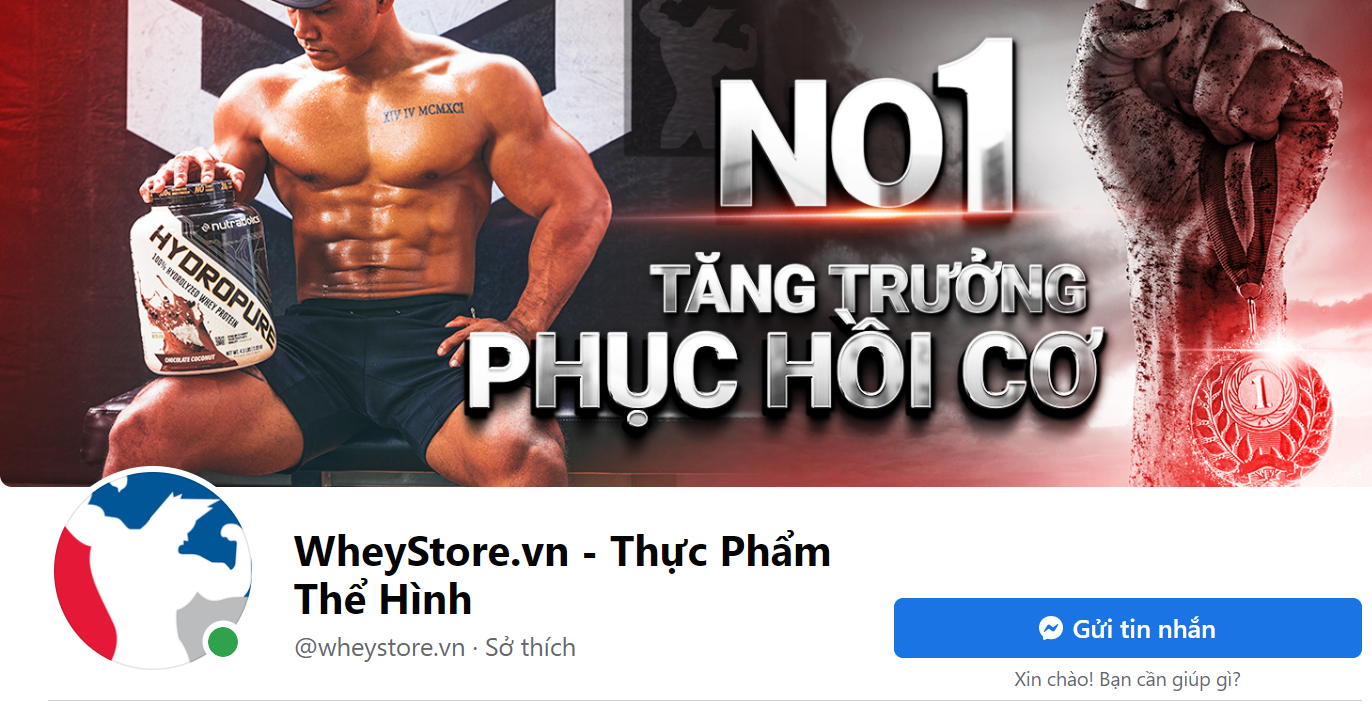 XIV IV MCMXCI
NO1
TĂNG TRƯỞNG
PHỤC HỒI CƠ
nutrabolics
HYDROPURE
100% HYDROLYZED WHEY PROTEIN
CHOCOLATE COCONUT
1
WheyStore.vn - Thực Phẩm
Thể Hình
@wheystore.vn · Sở thích
Gửi tin nhắn
Xin chào! Bạn cần giúp gì?